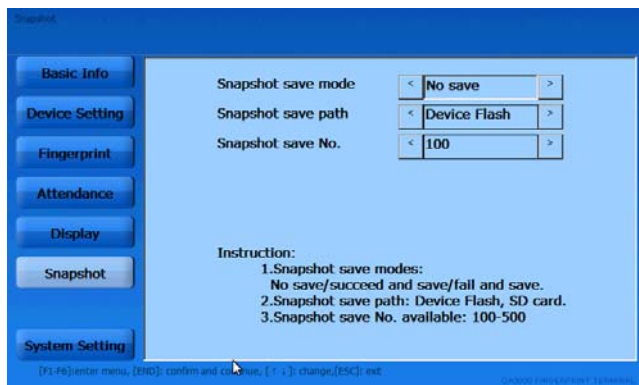 Snapshot
Basic Info
Device Setting
Fingerprint
Attendance
Display
Snapshot
System Setting
Snapshot save mode < No save >
Snapshot save path < Device Flash >
Snapshot save No. < 100 >
Instruction:
1.Snapshot save modes:
No save/succeed and save/fail and save.
2.Snapshot save path: Device Flash, SD card.
3.Snapshot save No. available: 100-500
[F1-F6]:enter menu, [END]: confirm and continue, [ ↑ ↓ ]: change,[ESC]: exit
FINGERPRINT TERMINAL